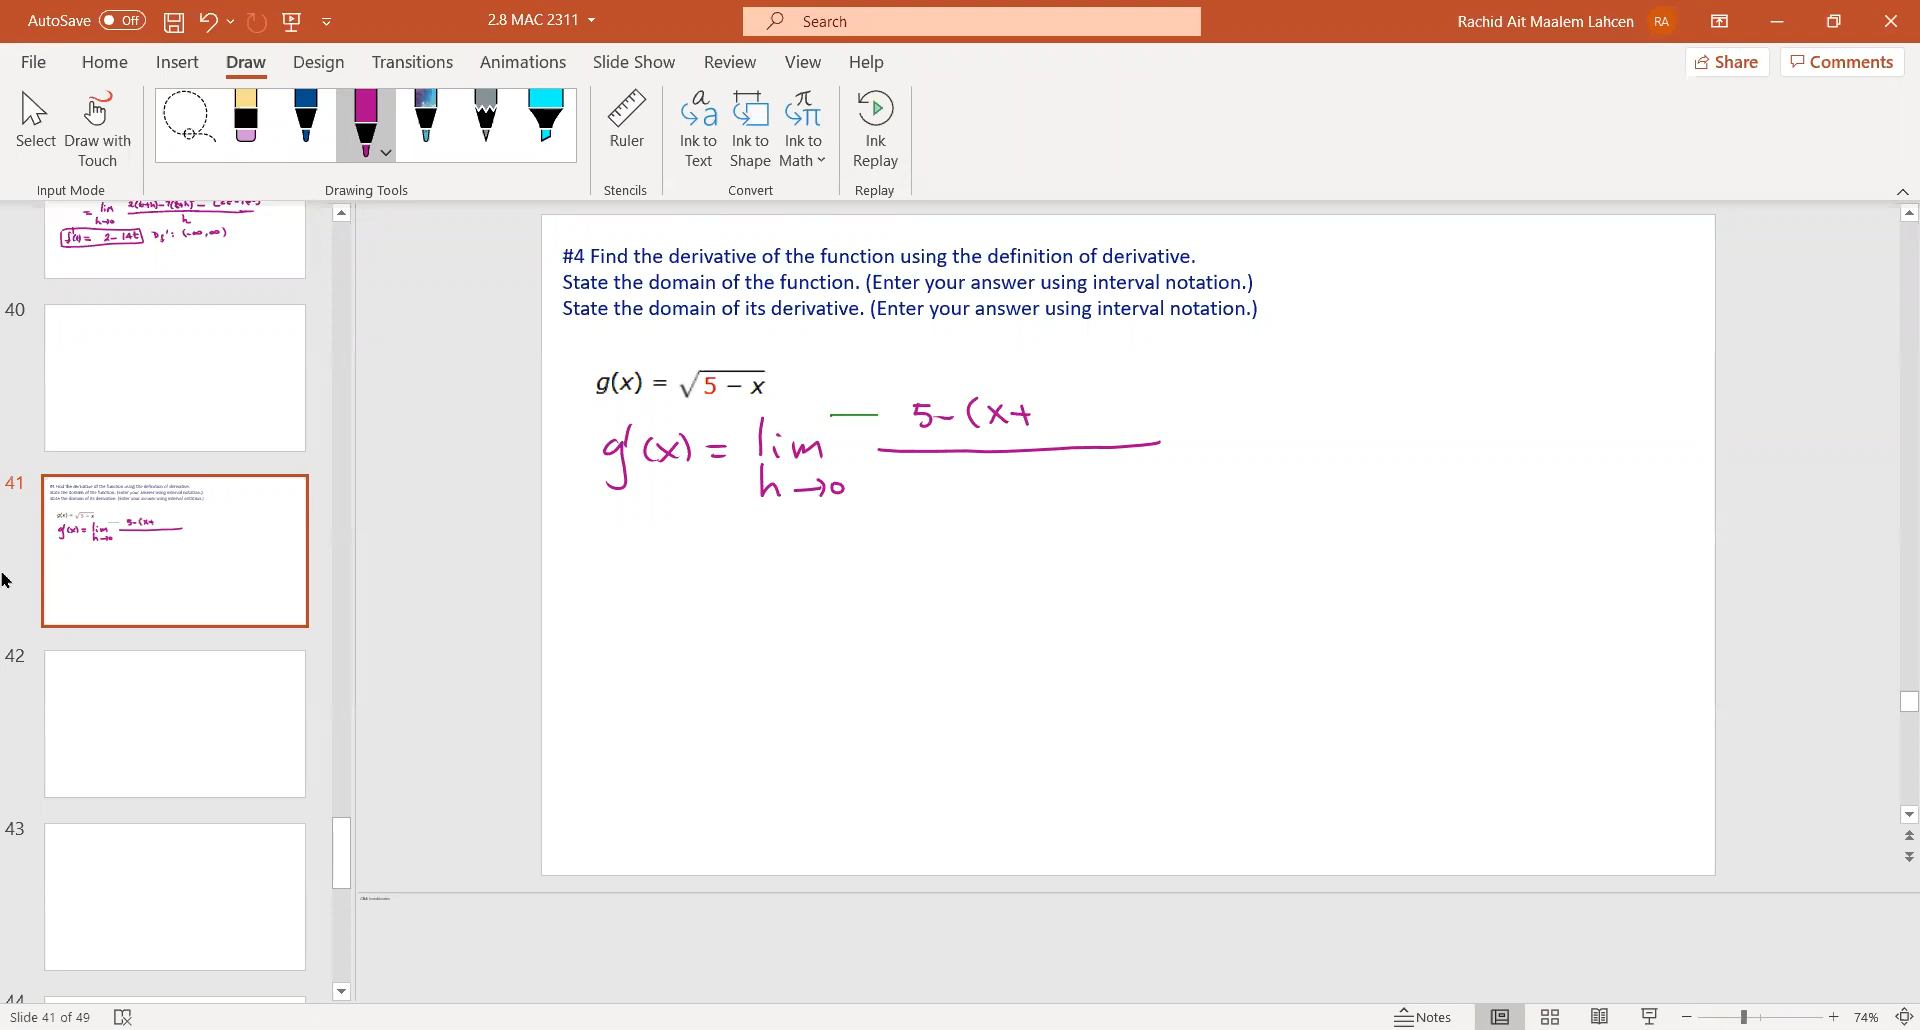 AutoSave Off 2.8 MAC 2311 Search Rachid Ait Maalem Lahcen RA
File Home Insert Draw Design Transitions Animations Slide Show Review View Help Share Comments
Select Draw with Touch Ruler Ink to Text Ink to Shape Ink to Math Ink Replay
Input Mode Drawing Tools Stencils Convert Replay
f'(t) = 2-14t D_f': (-∞,∞)
40
41
42
43
44
#4 Find the derivative of the function using the definition of derivative.
State the domain of the function. (Enter your answer using interval notation.)
State the domain of its derivative. (Enter your answer using interval notation.)
g(x) = √5 − x
5-(x+
g'(x) = lim
h→0
Slide 41 of 49 Notes 74%